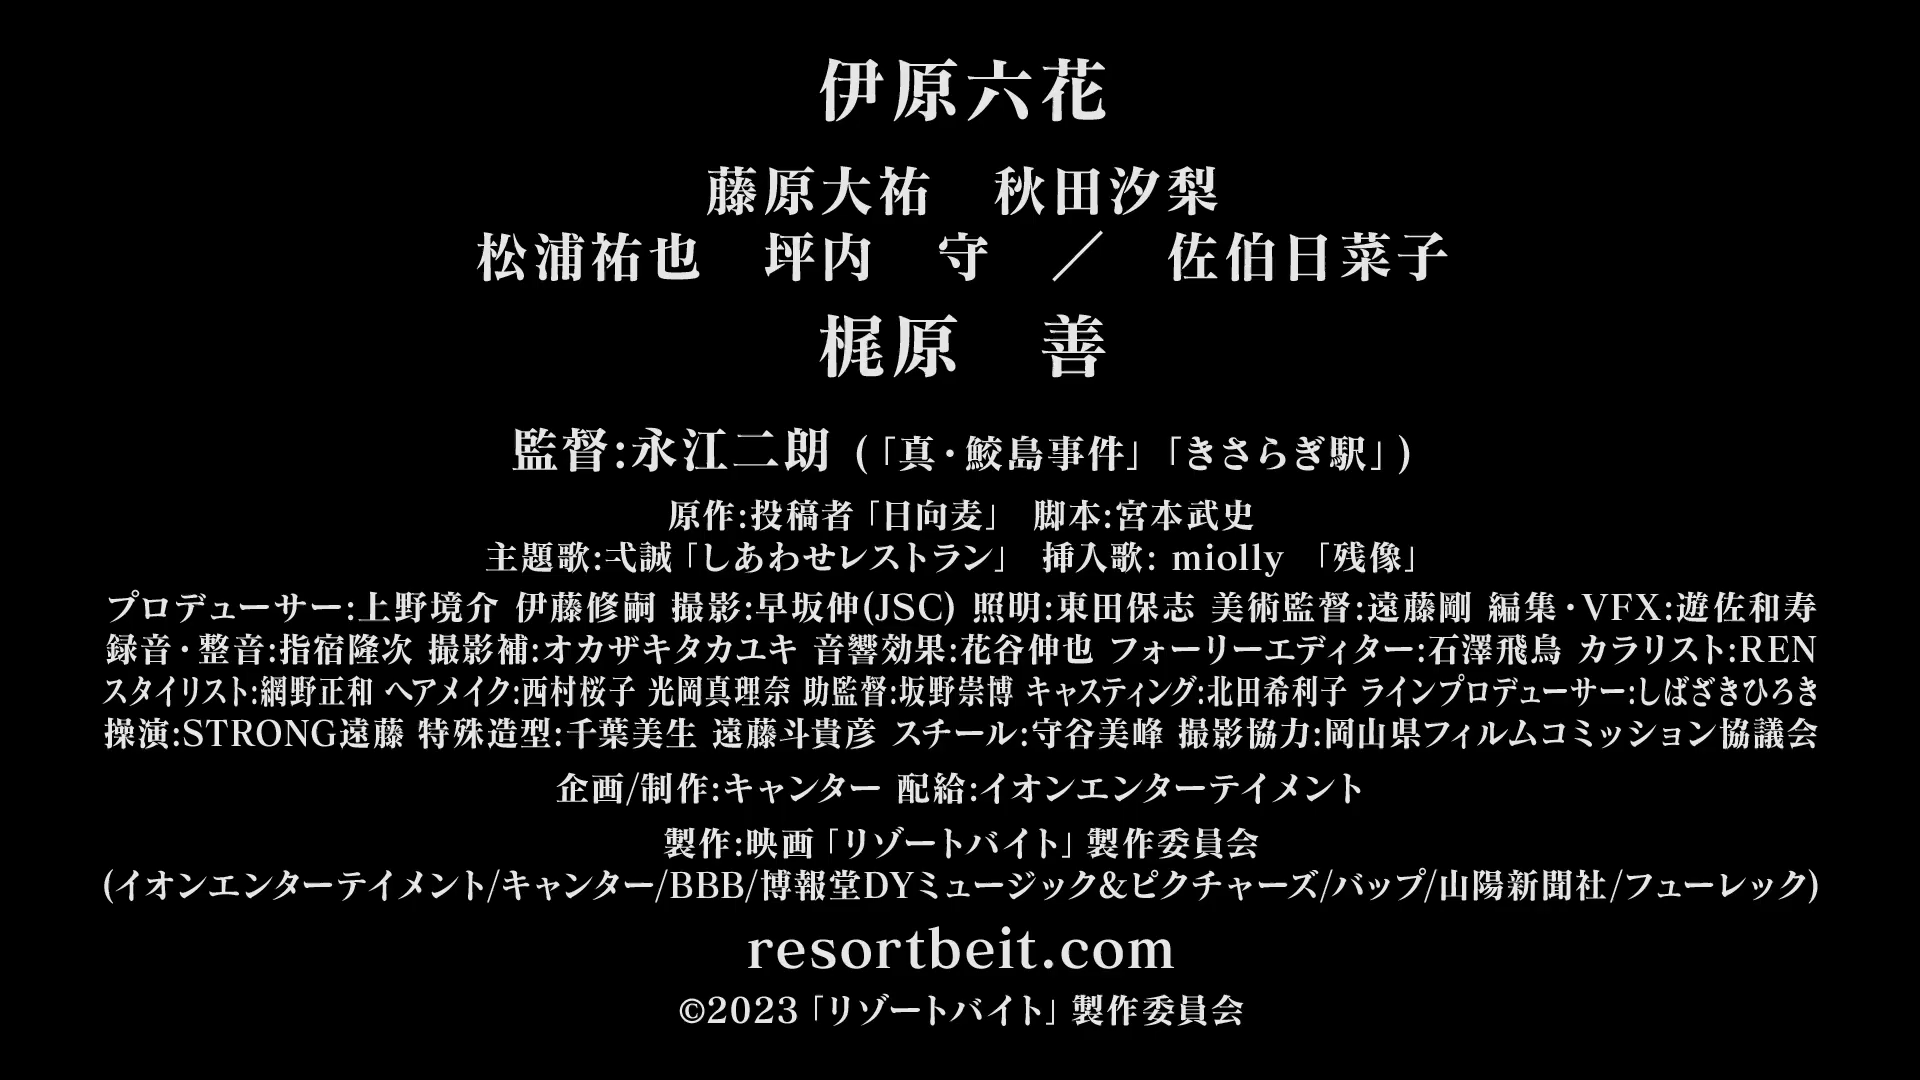 伊原六花
藤原大祐　秋田汐梨
松浦祐也　坪内　守　／　佐伯日菜子
梶原　善
監督:永江二朗 (「真・鮫島事件」「きさらぎ駅」)
原作:投稿者「日向麦」　脚本:宮本武史
主題歌:弌誠「しあわせレストラン」　挿入歌: miolly 「残像」
プロデューサー:上野境介 伊藤修嗣 撮影:早坂伸(JSC) 照明:東田保志 美術監督:遠藤剛 編集・VFX:遊佐和寿
録音・整音:指宿隆次 撮影補:オカザキタカユキ 音響効果:花谷伸也 フォーリーエディター:石澤飛鳥 カラリスト:REN
スタイリスト:網野正和 ヘアメイク:西村桜子 光岡真理奈 助監督:坂野崇博 キャスティング:北田希利子 ラインプロデューサー:しばざきひろき
操演:STRONG遠藤 特殊造型:千葉美生 遠藤斗貴彦 スチール:守谷美峰 撮影協力:岡山県フィルムコミッション協議会
企画/制作:キャンター 配給:イオンエンターテイメント
製作:映画「リゾートバイト」製作委員会
(イオンエンターテイメント/キャンター/BBB/博報堂DYミュージック&ピクチャーズ/バップ/山陽新聞社/フューレック)
resortbeit.com
©2023「リゾートバイト」製作委員会